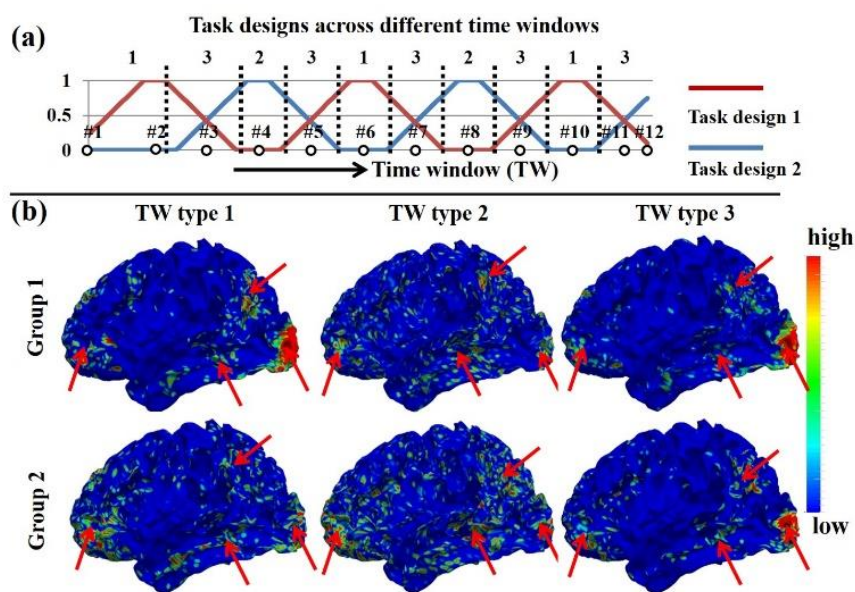 (a) Task designs across different time windows
1 3 2 3 1 3 2 3 1 3
1
0.5
0
#1 #2 #3 #4 #5 #6 #7 #8 #9 #10 #11 #12
Time window (TW)
Task design 1
Task design 2
(b) TW type 1 TW type 2 TW type 3
Group 1
Group 2
high
low